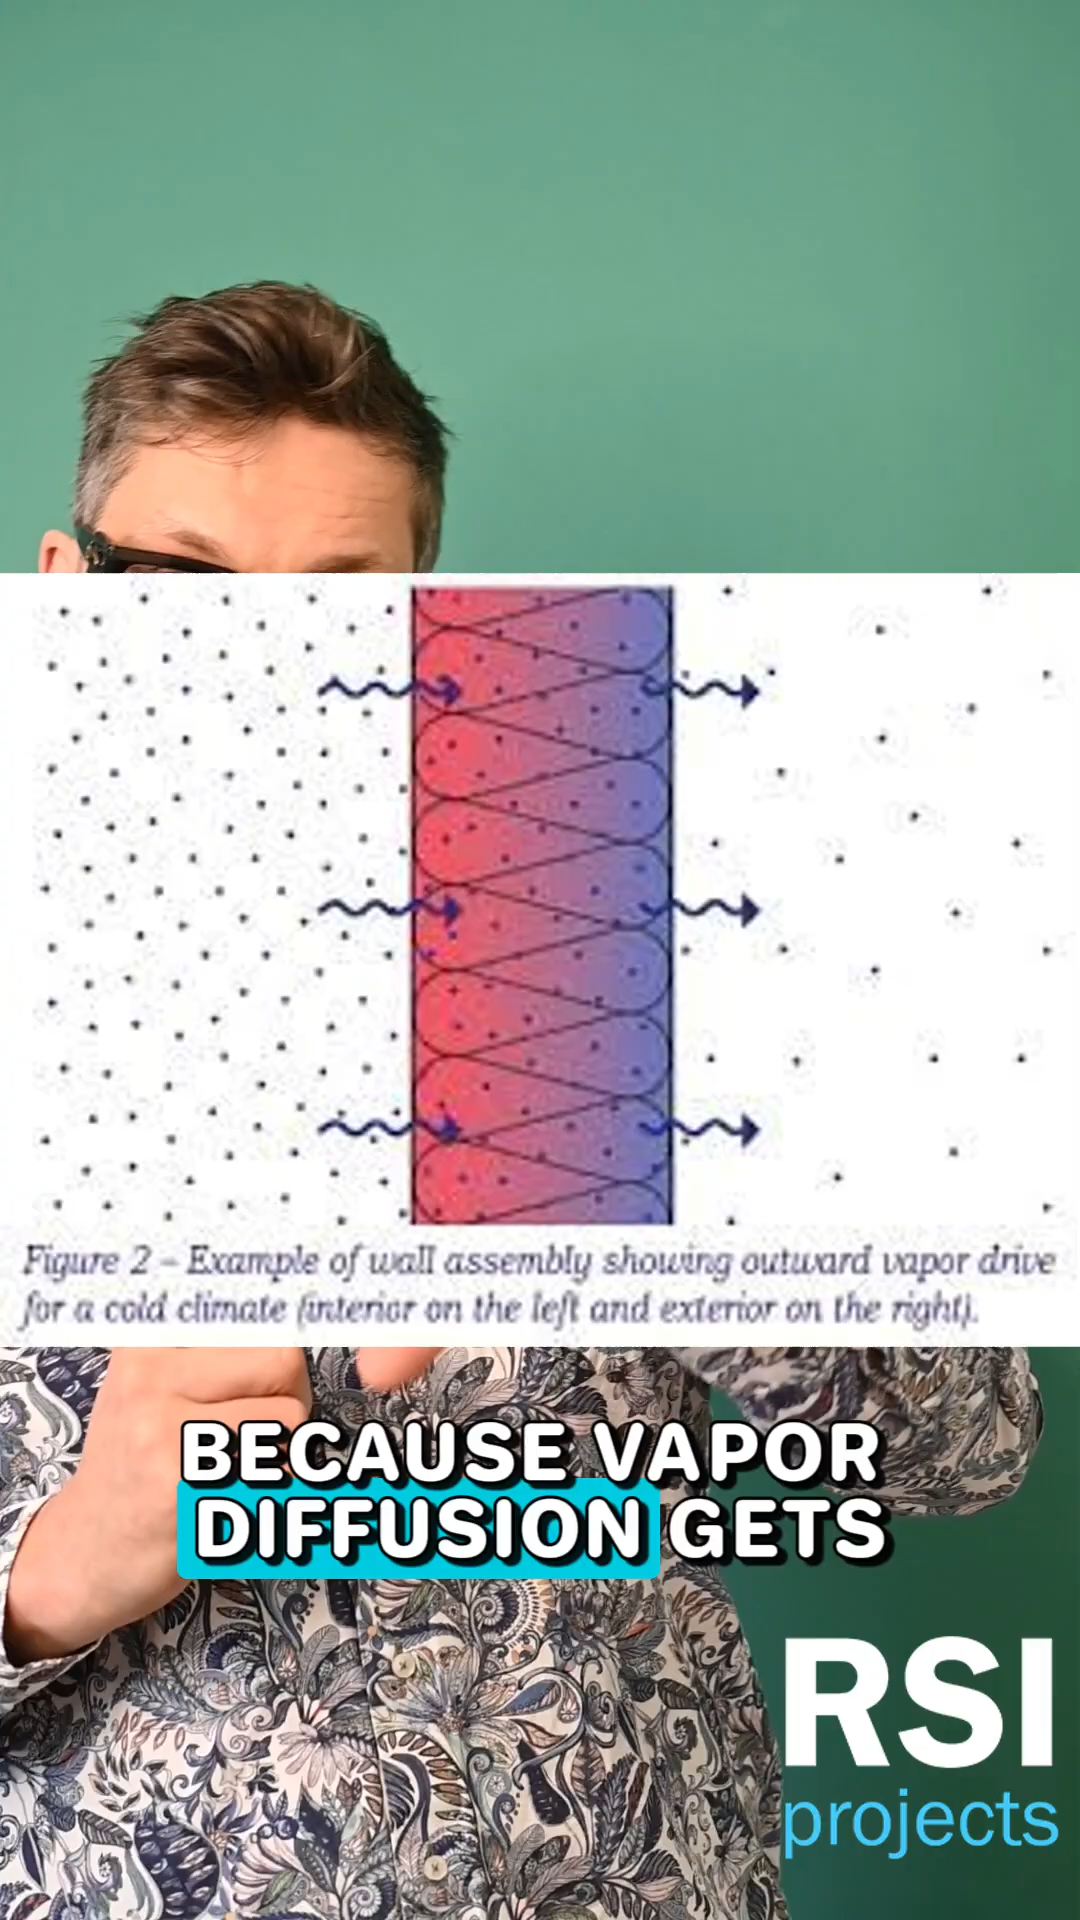 Figure 2 – Example of wall assembly showing outward vapor drive
for a cold climate (interior on the left and exterior on the right).
BECAUSE VAPOR
DIFFUSION GETS
RSI
projects